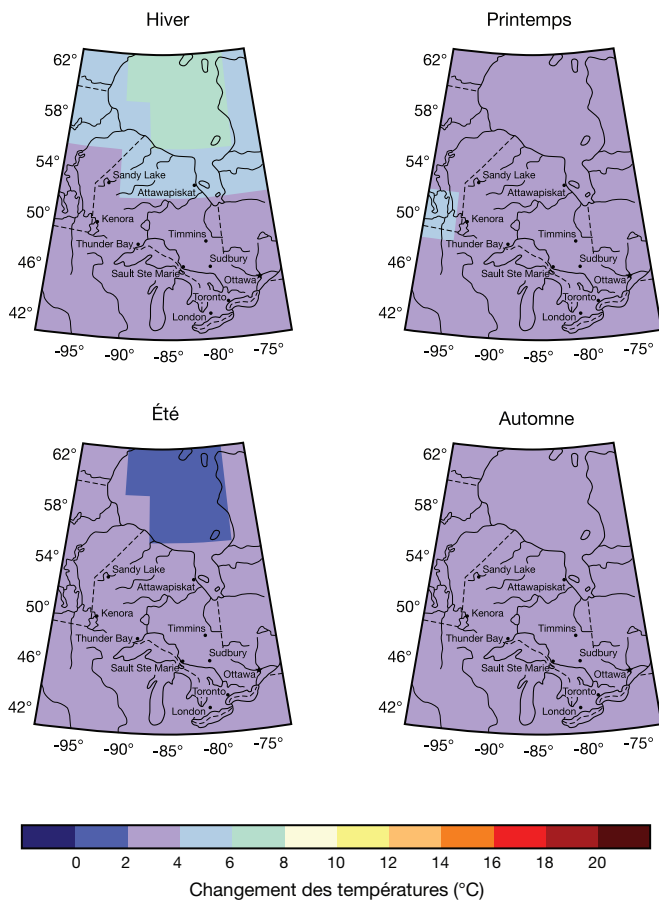 Hiver
62°
58°
54°
50°
46°
42°
Sandy Lake
Attawapiskat
Kenora
Timmins
Thunder Bay
Sudbury
Sault Ste Marie
Ottawa
Toronto
London
-95° -90° -85° -80° -75°
Printemps
62°
58°
54°
50°
46°
42°
Sandy Lake
Attawapiskat
Kenora
Timmins
Thunder Bay
Sudbury
Sault Ste Marie
Ottawa
Toronto
London
-95° -90° -85° -80° -75°
Été
62°
58°
54°
50°
46°
42°
Sandy Lake
Attawapiskat
Kenora
Timmins
Thunder Bay
Sudbury
Sault Ste Marie
Ottawa
Toronto
London
-95° -90° -85° -80° -75°
Automne
62°
58°
54°
50°
46°
42°
Sandy Lake
Attawapiskat
Kenora
Timmins
Thunder Bay
Sudbury
Sault Ste Marie
Ottawa
Toronto
London
-95° -90° -85° -80° -75°
0 2 4 6 8 10 12 14 16 18 20
Changement des températures (°C)